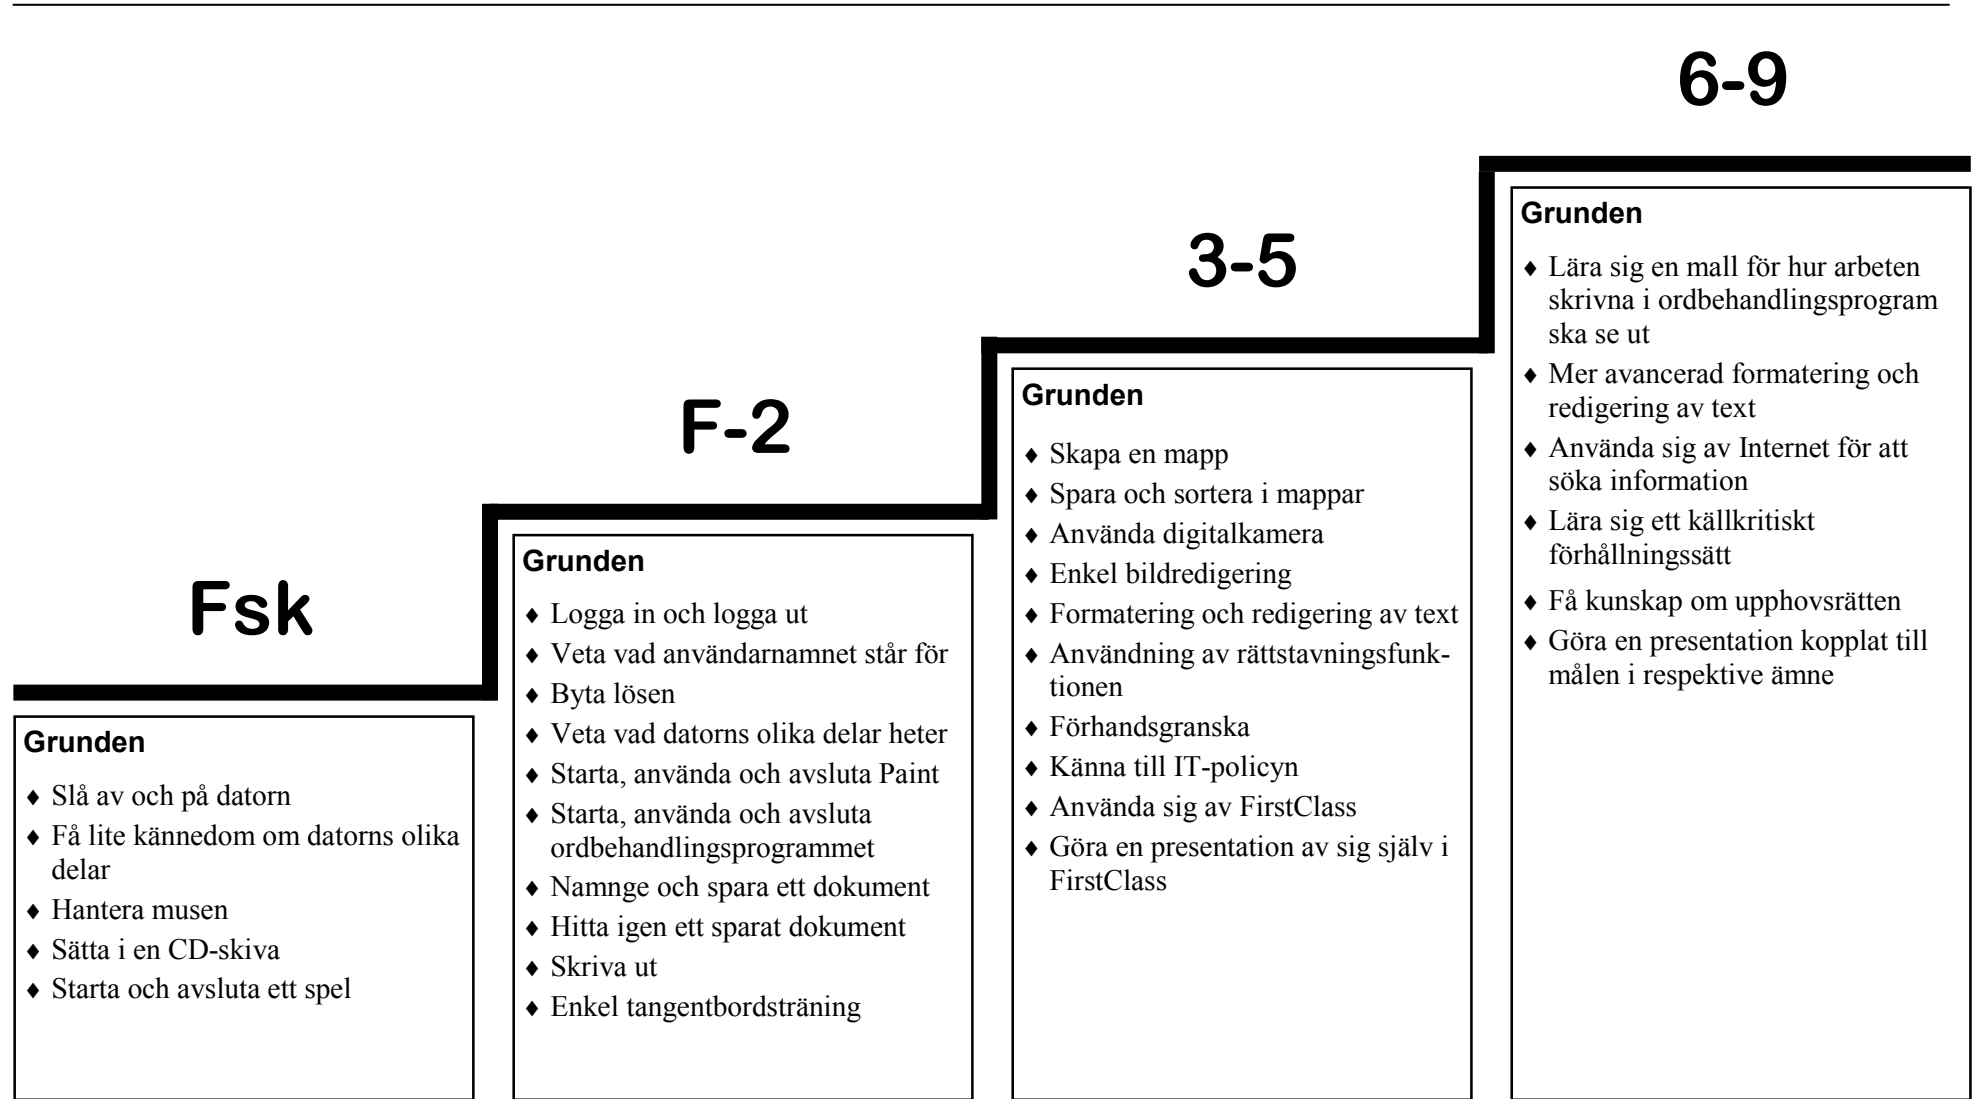 Fsk
Grunden
♦ Slå av och på datorn
♦ Få lite kännedom om datorns olika
delar
♦ Hantera musen
♦ Sätta i en CD-skiva
♦ Starta och avsluta ett spel
F-2
Grunden
♦ Logga in och logga ut
♦ Veta vad användarnamnet står för
♦ Byta lösen
♦ Veta vad datorns olika delar heter
♦ Starta, använda och avsluta Paint
♦ Starta, använda och avsluta
ordbehandlingsprogrammet
♦ Namnge och spara ett dokument
♦ Hitta igen ett sparat dokument
♦ Skriva ut
♦ Enkel tangentbordsträning
3-5
Grunden
♦ Skapa en mapp
♦ Spara och sortera i mappar
♦ Använda digitalkamera
♦ Enkel bildredigering
♦ Formatering och redigering av text
♦ Användning av rättstavningsfunk-
tionen
♦ Förhandsgranska
♦ Känna till IT-policyn
♦ Använda sig av FirstClass
♦ Göra en presentation av sig själv i
FirstClass
6-9
Grunden
♦ Lära sig en mall för hur arbeten
skrivna i ordbehandlingsprogram
ska se ut
♦ Mer avancerad formatering och
redigering av text
♦ Använda sig av Internet för att
söka information
♦ Lära sig ett källkritiskt
förhållningssätt
♦ Få kunskap om upphovsrätten
♦ Göra en presentation kopplat till
målen i respektive ämne